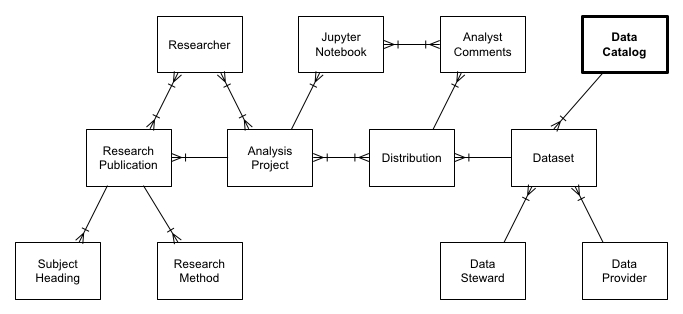 Researcher
Jupyter
Notebook
Analyst
Comments
Data
Catalog
Research
Publication
Analysis
Project
Distribution
Dataset
Subject
Heading
Research
Method
Data
Steward
Data
Provider